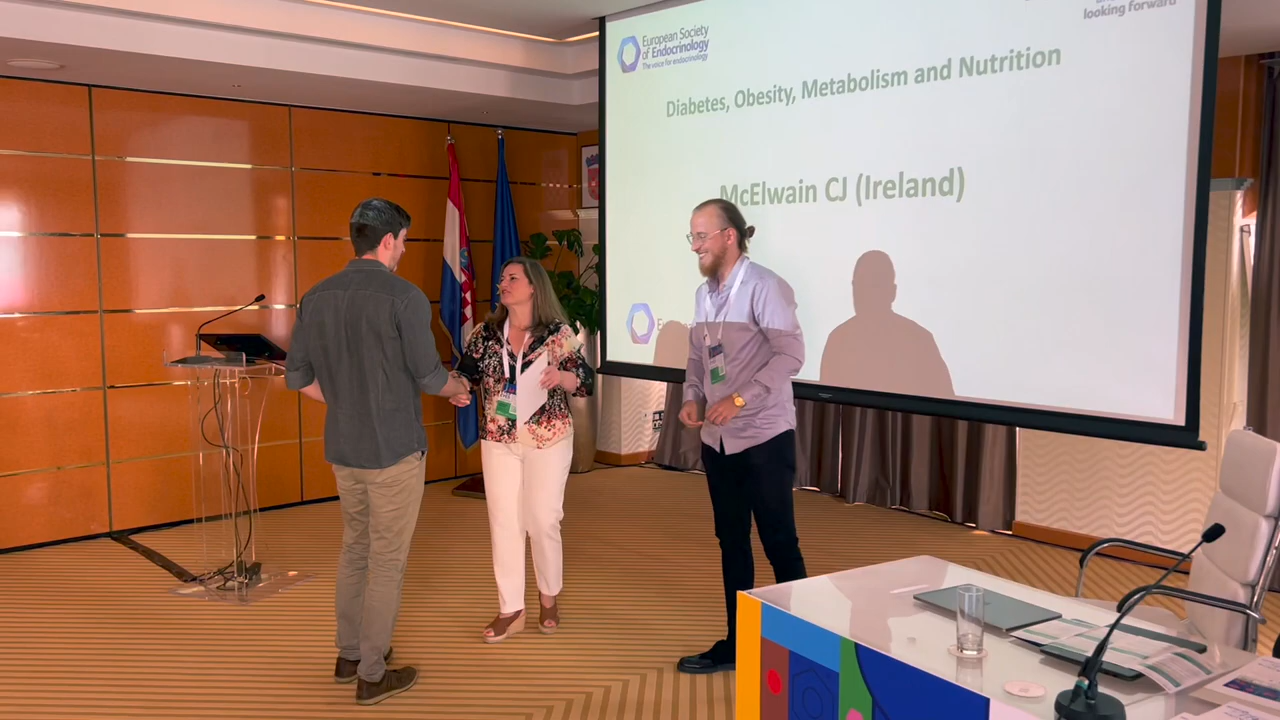 European Society
of Endocrinology
The voice for endocrinology
looking forward
Diabetes, Obesity, Metabolism and Nutrition
McElwain CJ (Ireland)